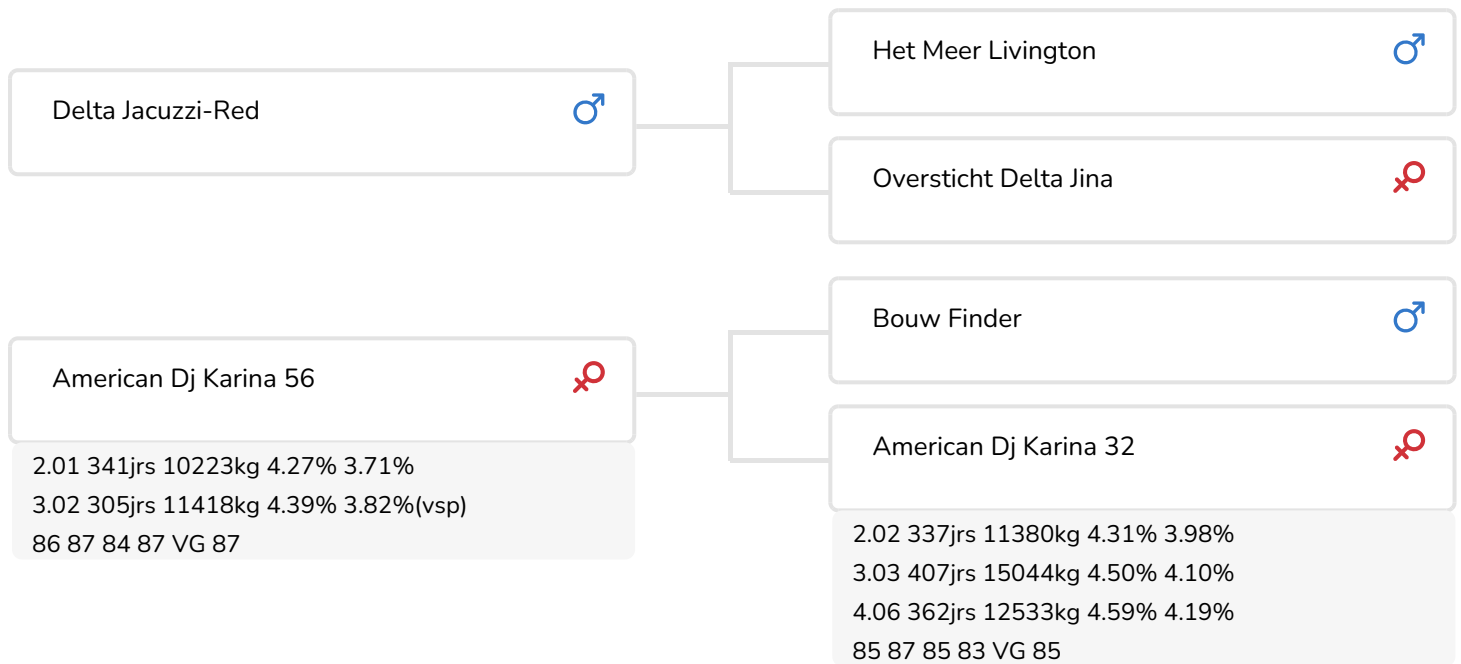 Het Meer Livington
Delta Jacuzzi-Red
Oversticht Delta Jina
Bouw Finder
American Dj Karina 56
American Dj Karina 32
2.01 341jrs 10223kg 4.27% 3.71%
3.02 305jrs 11418kg 4.39% 3.82%(vsp)
86 87 84 87 VG 87
2.02 337jrs 11380kg 4.31% 3.98%
3.03 407jrs 15044kg 4.50% 4.10%
4.06 362jrs 12533kg 4.59% 4.19%
85 87 85 83 VG 85